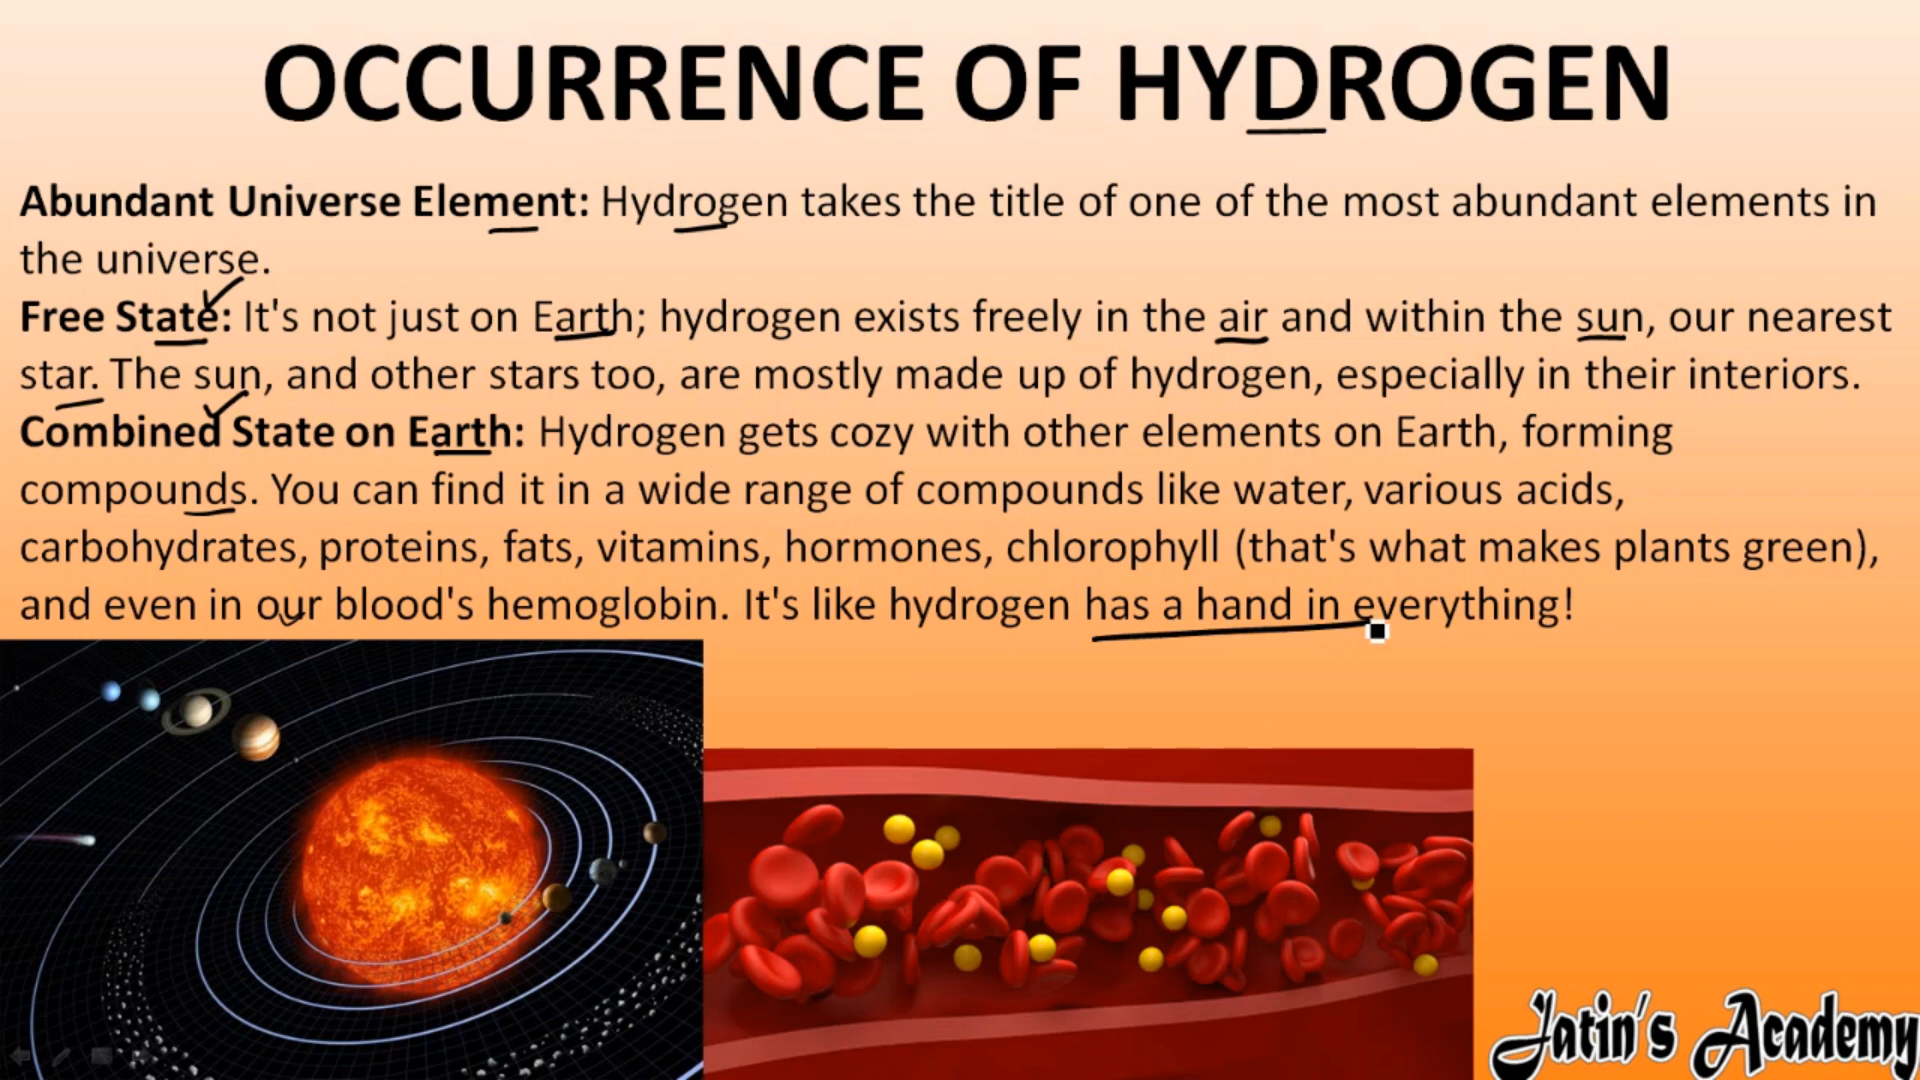 OCCURRENCE OF HYDROGEN
Abundant Universe Element: Hydrogen takes the title of one of the most abundant elements in
the universe.
Free State: It's not just on Earth; hydrogen exists freely in the air and within the sun, our nearest
star. The sun, and other stars too, are mostly made up of hydrogen, especially in their interiors.
Combined State on Earth: Hydrogen gets cozy with other elements on Earth, forming
compounds. You can find it in a wide range of compounds like water, various acids,
carbohydrates, proteins, fats, vitamins, hormones, chlorophyll (that's what makes plants green),
and even in our blood's hemoglobin. It's like hydrogen has a hand in everything!
Jatin's Academy